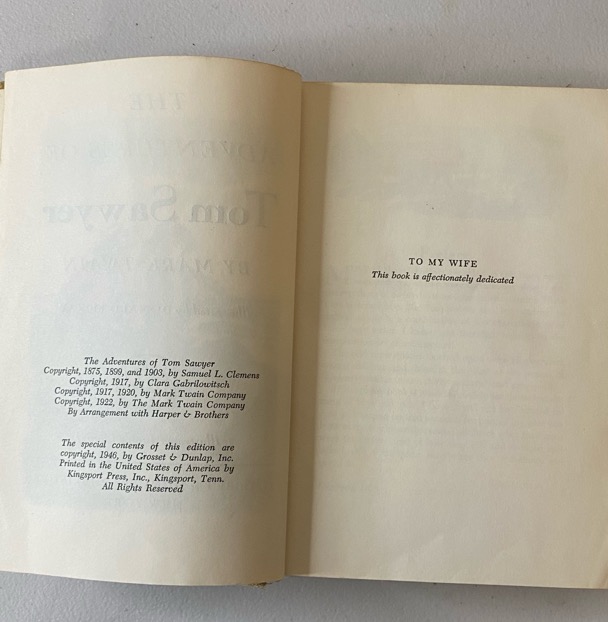 The Adventures of Tom Sawyer
Copyright, 1875, 1899, and 1903, by Samuel L. Clemens
Copyright, 1917, by Clara Gabrilowitsch
Copyright, 1917, 1920, by Mark Twain Company
Copyright, 1922, by The Mark Twain Company
By Arrangement with Harper & Brothers
The special contents of this edition are
copyright, 1946, by Grosset & Dunlap, Inc.
Printed in the United States of America by
Kingsport Press, Inc., Kingsport, Tenn.
All Rights Reserved
TO MY WIFE
This book is affectionately dedicated